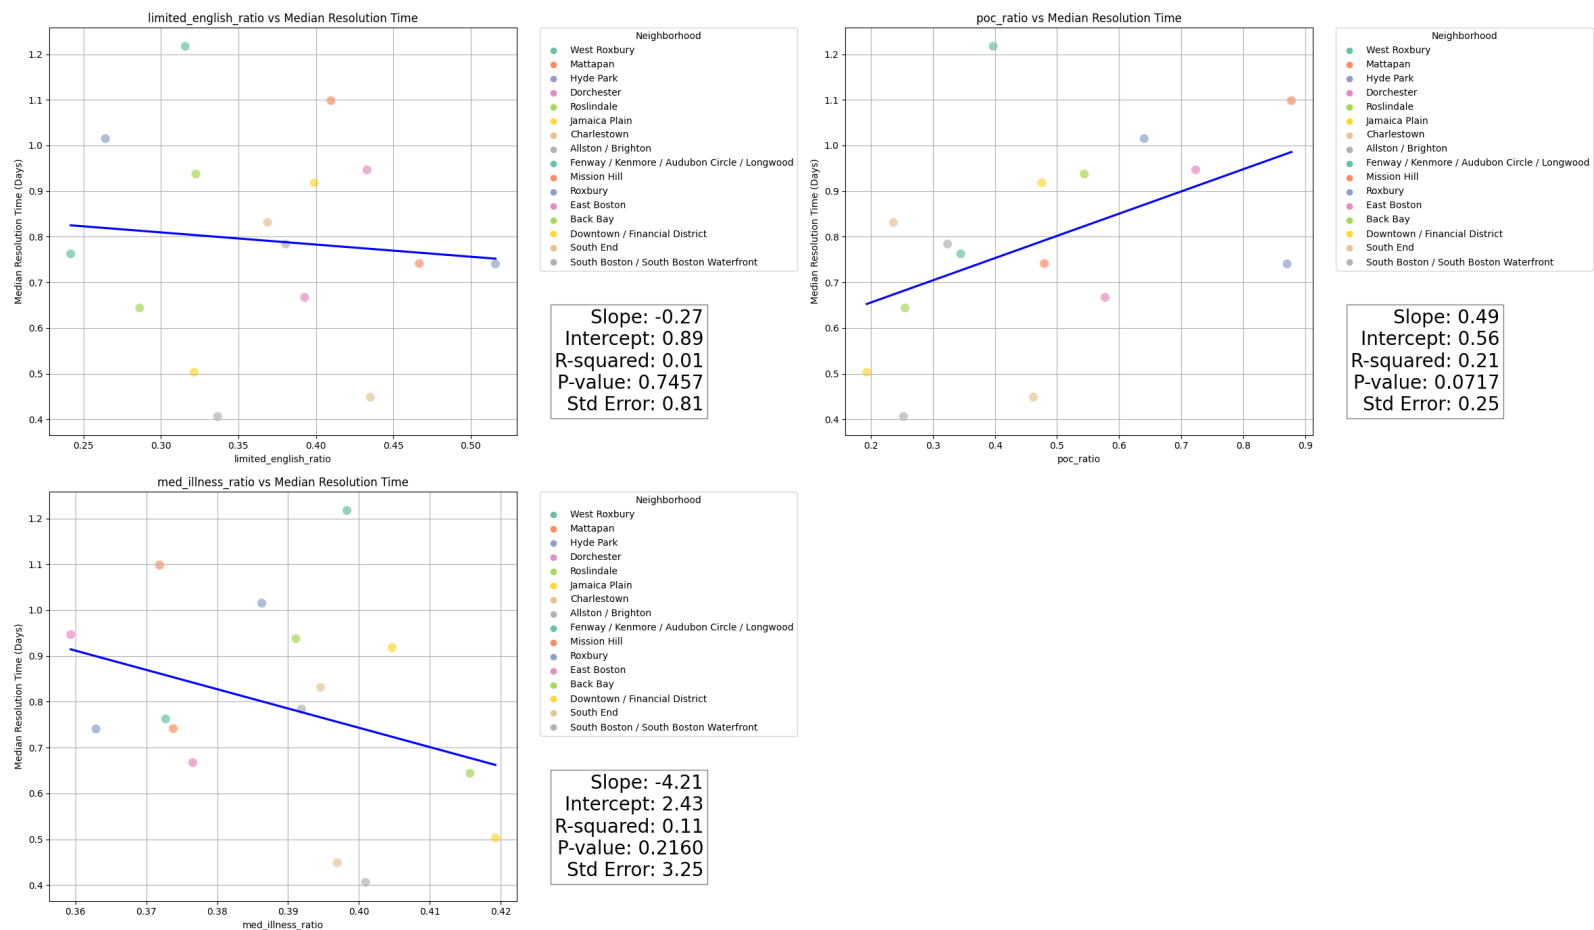 limited_english_ratio vs Median Resolution Time
Median Resolution Time (Days)
1.2
1.1
1.0
0.9
0.8
0.7
0.6
0.5
0.4
0.25 0.30 0.35 0.40 0.45 0.50
limited_english_ratio
Neighborhood
West Roxbury
Mattapan
Hyde Park
Dorchester
Roslindale
Jamaica Plain
Charlestown
Allston / Brighton
Fenway / Kenmore / Audubon Circle / Longwood
Mission Hill
Roxbury
East Boston
Back Bay
Downtown / Financial District
South End
South Boston / South Boston Waterfront
Slope: -0.27
Intercept: 0.89
R-squared: 0.01
P-value: 0.7457
Std Error: 0.81
poc_ratio vs Median Resolution Time
Median Resolution Time (Days)
1.2
1.1
1.0
0.9
0.8
0.7
0.6
0.5
0.4
0.2 0.3 0.4 0.5 0.6 0.7 0.8 0.9
poc_ratio
Neighborhood
West Roxbury
Mattapan
Hyde Park
Dorchester
Roslindale
Jamaica Plain
Charlestown
Allston / Brighton
Fenway / Kenmore / Audubon Circle / Longwood
Mission Hill
Roxbury
East Boston
Back Bay
Downtown / Financial District
South End
South Boston / South Boston Waterfront
Slope: 0.49
Intercept: 0.56
R-squared: 0.21
P-value: 0.0717
Std Error: 0.25
med_illness_ratio vs Median Resolution Time
Median Resolution Time (Days)
1.2
1.1
1.0
0.9
0.8
0.7
0.6
0.5
0.4
0.36 0.37 0.38 0.39 0.40 0.41 0.42
med_illness_ratio
Neighborhood
West Roxbury
Mattapan
Hyde Park
Dorchester
Roslindale
Jamaica Plain
Charlestown
Allston / Brighton
Fenway / Kenmore / Audubon Circle / Longwood
Mission Hill
Roxbury
East Boston
Back Bay
Downtown / Financial District
South End
South Boston / South Boston Waterfront
Slope: -4.21
Intercept: 2.43
R-squared: 0.11
P-value: 0.2160
Std Error: 3.25